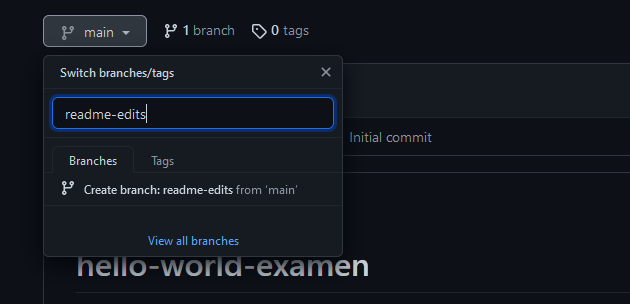 main 1 branch 0 tags
Switch branches/tags
readme-edits
Initial commit
Branches Tags
Create branch: readme-edits from 'main'
View all branches
hello-world-examen